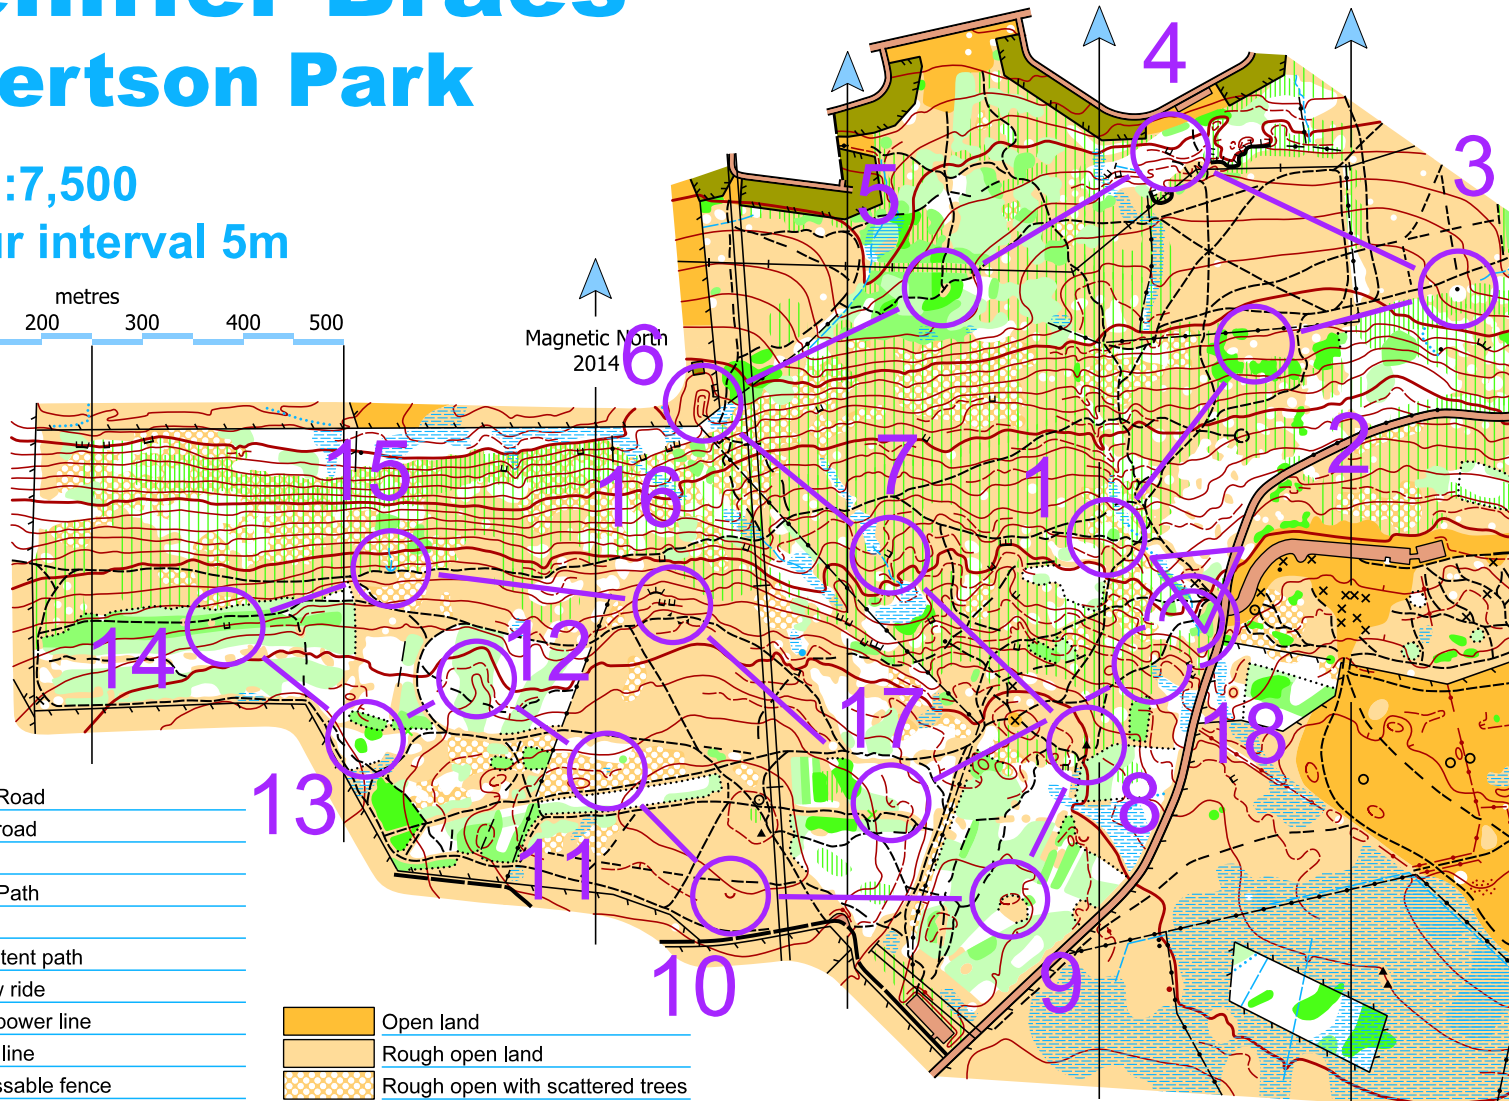 ertson Park
:7,500
ur interval 5m
metres
200 300 400 500
Magnetic North
2014
1
2
3
4
5
6
7
8
9
10
11
12
13
14
15
16
17
18
Road
road
Path
tent path
ride
power line
line
ssable fence
Open land
Rough open land
Rough open with scattered trees